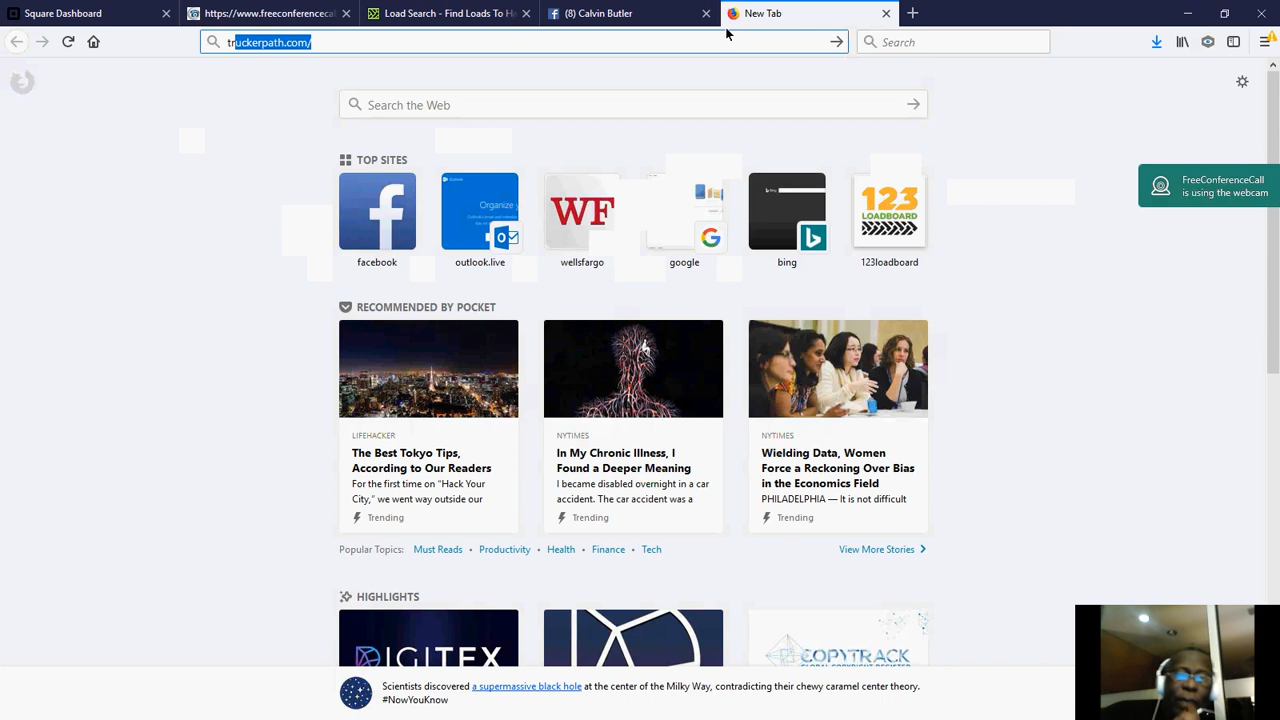 Square Dashboard
https://www.freeconferencecal
Load Search - Find Loads To H
(8) Calvin Butler
New Tab
truckerpath.com/
Search
Search the Web
TOP SITES
WF
123
LOADBOARD
facebook
outlook.live
wellsfargo
google
bing
123loadboard
FreeConferenceCall
is using the webcam
RECOMMENDED BY POCKET
LIFEHACKER
The Best Tokyo Tips,
According to Our Readers
For the first time on “Hack Your
City,” we went way outside our
Trending
NYTIMES
In My Chronic Illness, I
Found a Deeper Meaning
I became disabled overnight in a car
accident. The car accident was a
Trending
NYTIMES
Wielding Data, Women
Force a Reckoning Over Bias
in the Economics Field
PHILADELPHIA — It is not difficult
Trending
Popular Topics: Must Reads • Productivity • Health • Finance • Tech
View More Stories
HIGHLIGHTS
DIGITEX
COPYTRACK
Scientists discovered a supermassive black hole at the center of the Milky Way, contradicting their chewy caramel center theory.
#NowYouKnow